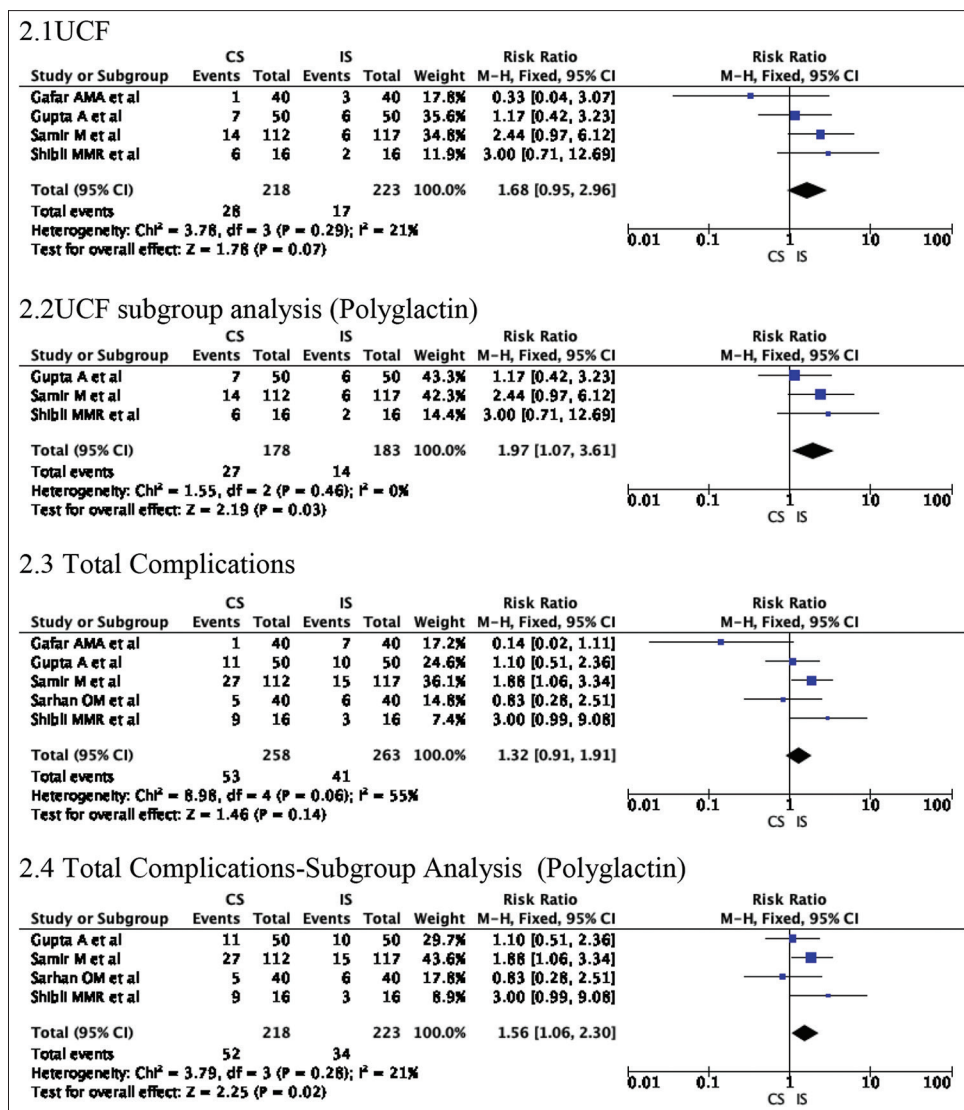 2.1UCF
CS IS Risk Ratio Risk Ratio
Study or Subgroup Events Total Events Total Weight M-H, Fixed, 95% CI M-H, Fixed, 95% CI
Gafar AMA et al 1 40 3 40 17.8% 0.33 [0.04, 3.07]
Gupta A et al 7 50 6 50 35.6% 1.17 [0.42, 3.23]
Samir M et al 14 112 6 117 34.8% 2.44 [0.97, 6.12]
Shibli MMR et al 6 16 2 16 11.9% 3.00 [0.71, 12.69]
Total (95% CI) 218 223 100.0% 1.68 [0.95, 2.96]
Total events 28 17
Heterogeneity: Chi² = 3.78, df = 3 (P = 0.29); I² = 21%
Test for overall effect: Z = 1.78 (P = 0.07)
0.01 0.1 1 10 100
CS IS
2.2UCF subgroup analysis (Polyglactin)
CS IS Risk Ratio Risk Ratio
Study or Subgroup Events Total Events Total Weight M-H, Fixed, 95% CI M-H, Fixed, 95% CI
Gupta A et al 7 50 6 50 43.3% 1.17 [0.42, 3.23]
Samir M et al 14 112 6 117 42.3% 2.44 [0.97, 6.12]
Shibli MMR et al 6 16 2 16 14.4% 3.00 [0.71, 12.69]
Total (95% CI) 178 183 100.0% 1.97 [1.07, 3.61]
Total events 27 14
Heterogeneity: Chi² = 1.55, df = 2 (P = 0.46); I² = 0%
Test for overall effect: Z = 2.19 (P = 0.03)
0.01 0.1 1 10 100
CS IS
2.3 Total Complications
CS IS Risk Ratio Risk Ratio
Study or Subgroup Events Total Events Total Weight M-H, Fixed, 95% CI M-H, Fixed, 95% CI
Gafar AMA et al 1 40 7 40 17.2% 0.14 [0.02, 1.11]
Gupta A et al 11 50 10 50 24.6% 1.10 [0.51, 2.36]
Samir M et al 27 112 15 117 36.1% 1.88 [1.06, 3.34]
Sarhan OM et al 5 40 6 40 14.8% 0.83 [0.28, 2.51]
Shibli MMR et al 9 16 3 16 7.4% 3.00 [0.99, 9.08]
Total (95% CI) 258 263 100.0% 1.32 [0.91, 1.91]
Total events 53 41
Heterogeneity: Chi² = 8.98, df = 4 (P = 0.06); I² = 55%
Test for overall effect: Z = 1.46 (P = 0.14)
0.01 0.1 1 10 100
CS IS
2.4 Total Complications-Subgroup Analysis (Polyglactin)
CS IS Risk Ratio Risk Ratio
Study or Subgroup Events Total Events Total Weight M-H, Fixed, 95% CI M-H, Fixed, 95% CI
Gupta A et al 11 50 10 50 29.7% 1.10 [0.51, 2.36]
Samir M et al 27 112 15 117 43.6% 1.88 [1.06, 3.34]
Sarhan OM et al 5 40 6 40 17.8% 0.83 [0.28, 2.51]
Shibli MMR et al 9 16 3 16 8.9% 3.00 [0.99, 9.08]
Total (95% CI) 218 223 100.0% 1.56 [1.06, 2.30]
Total events 52 34
Heterogeneity: Chi² = 3.79, df = 3 (P = 0.28); I² = 21%
Test for overall effect: Z = 2.25 (P = 0.02)
0.01 0.1 1 10 100
CS IS